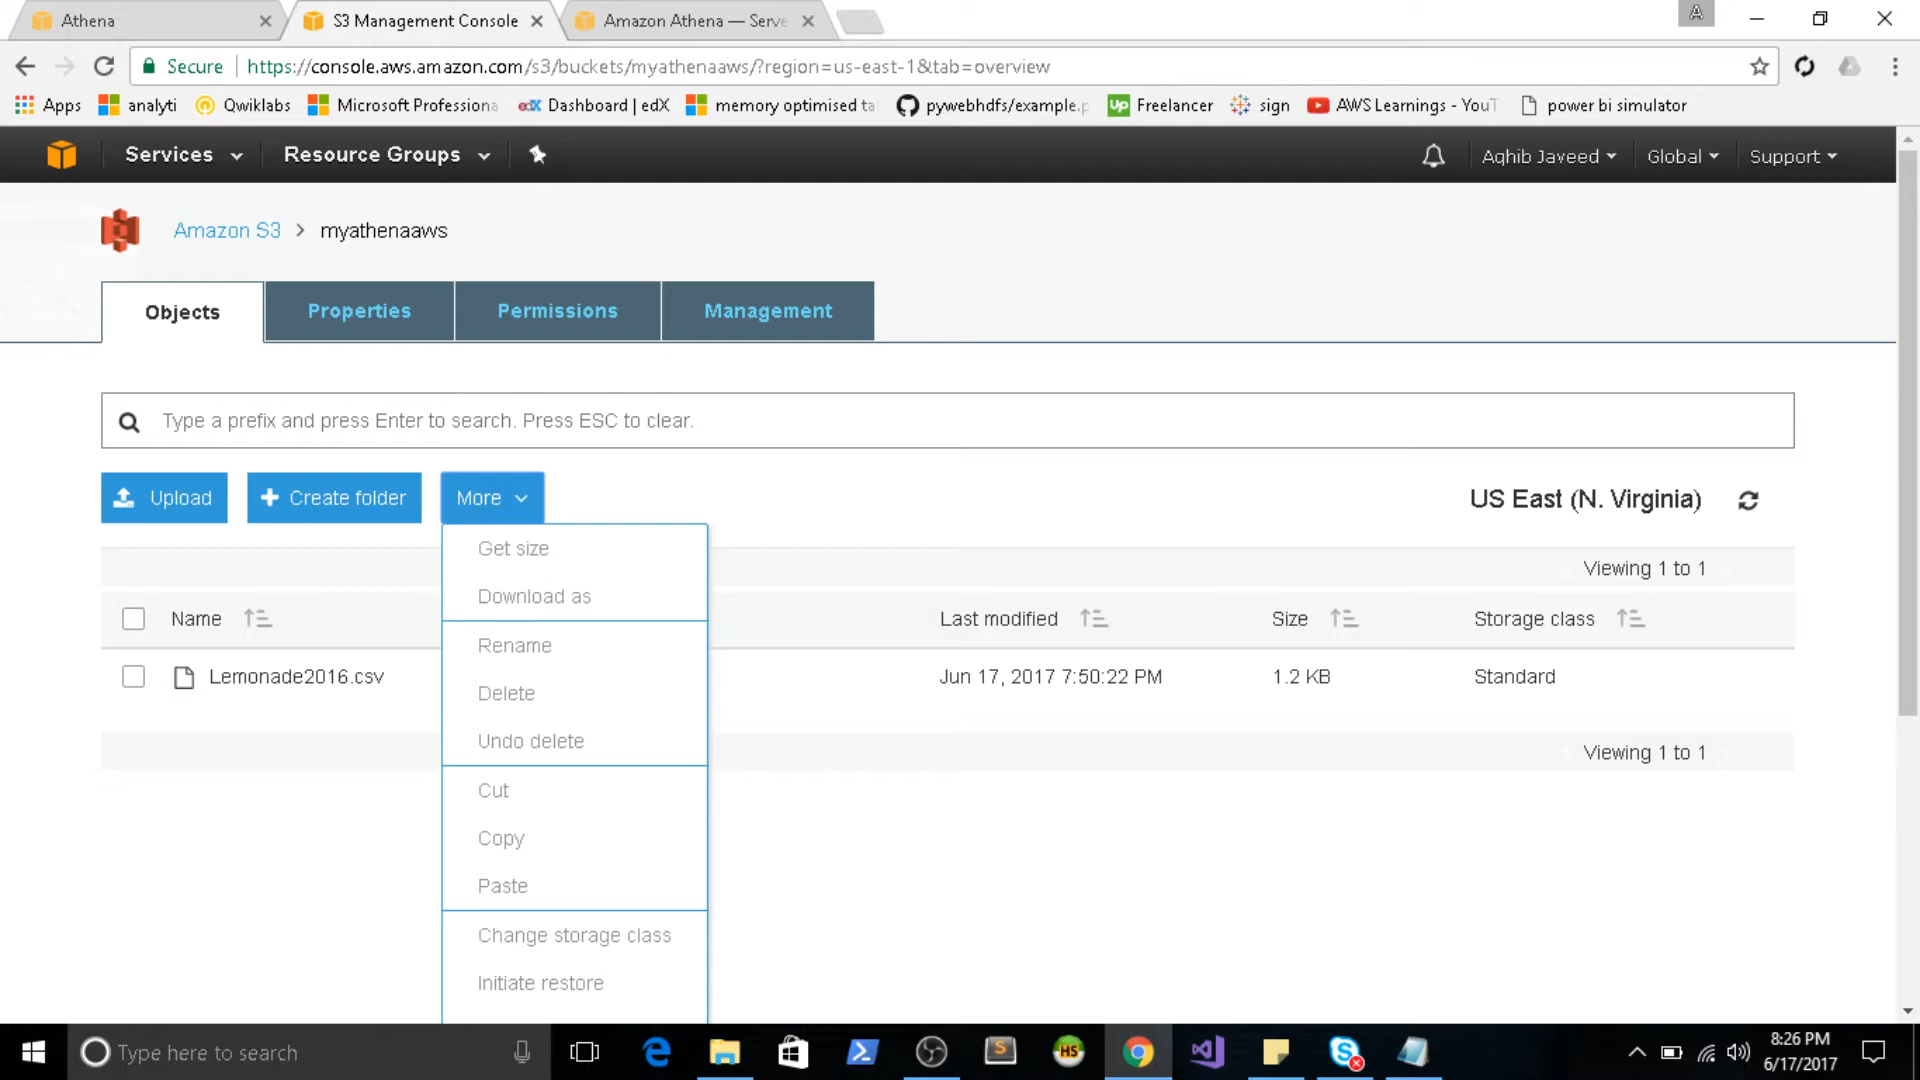 Athena
S3 Management Console
Amazon Athena — Serve
A
Secure
https://console.aws.amazon.com/s3/buckets/myathenaaws/?region=us-east-1&tab=overview
Apps
analyti
Qwiklabs
Microsoft Professiona
edX Dashboard | edX
memory optimised ta
pywebhdfs/example.p
Up Freelancer
sign
AWS Learnings - YouT
power bi simulator
Services
Resource Groups
Aqhib Javeed
Global
Support
Amazon S3
myathenaaws
Objects
Properties
Permissions
Management
Type a prefix and press Enter to search. Press ESC to clear.
Upload
Create folder
More
US East (N. Virginia)
Get size
Viewing 1 to 1
Download as
Name
Last modified
Size
Storage class
Rename
Lemonade2016.csv
Jun 17, 2017 7:50:22 PM
1.2 KB
Standard
Delete
Undo delete
Viewing 1 to 1
Cut
Copy
Paste
Change storage class
Initiate restore
Type here to search
S
HS
8:26 PM
6/17/2017